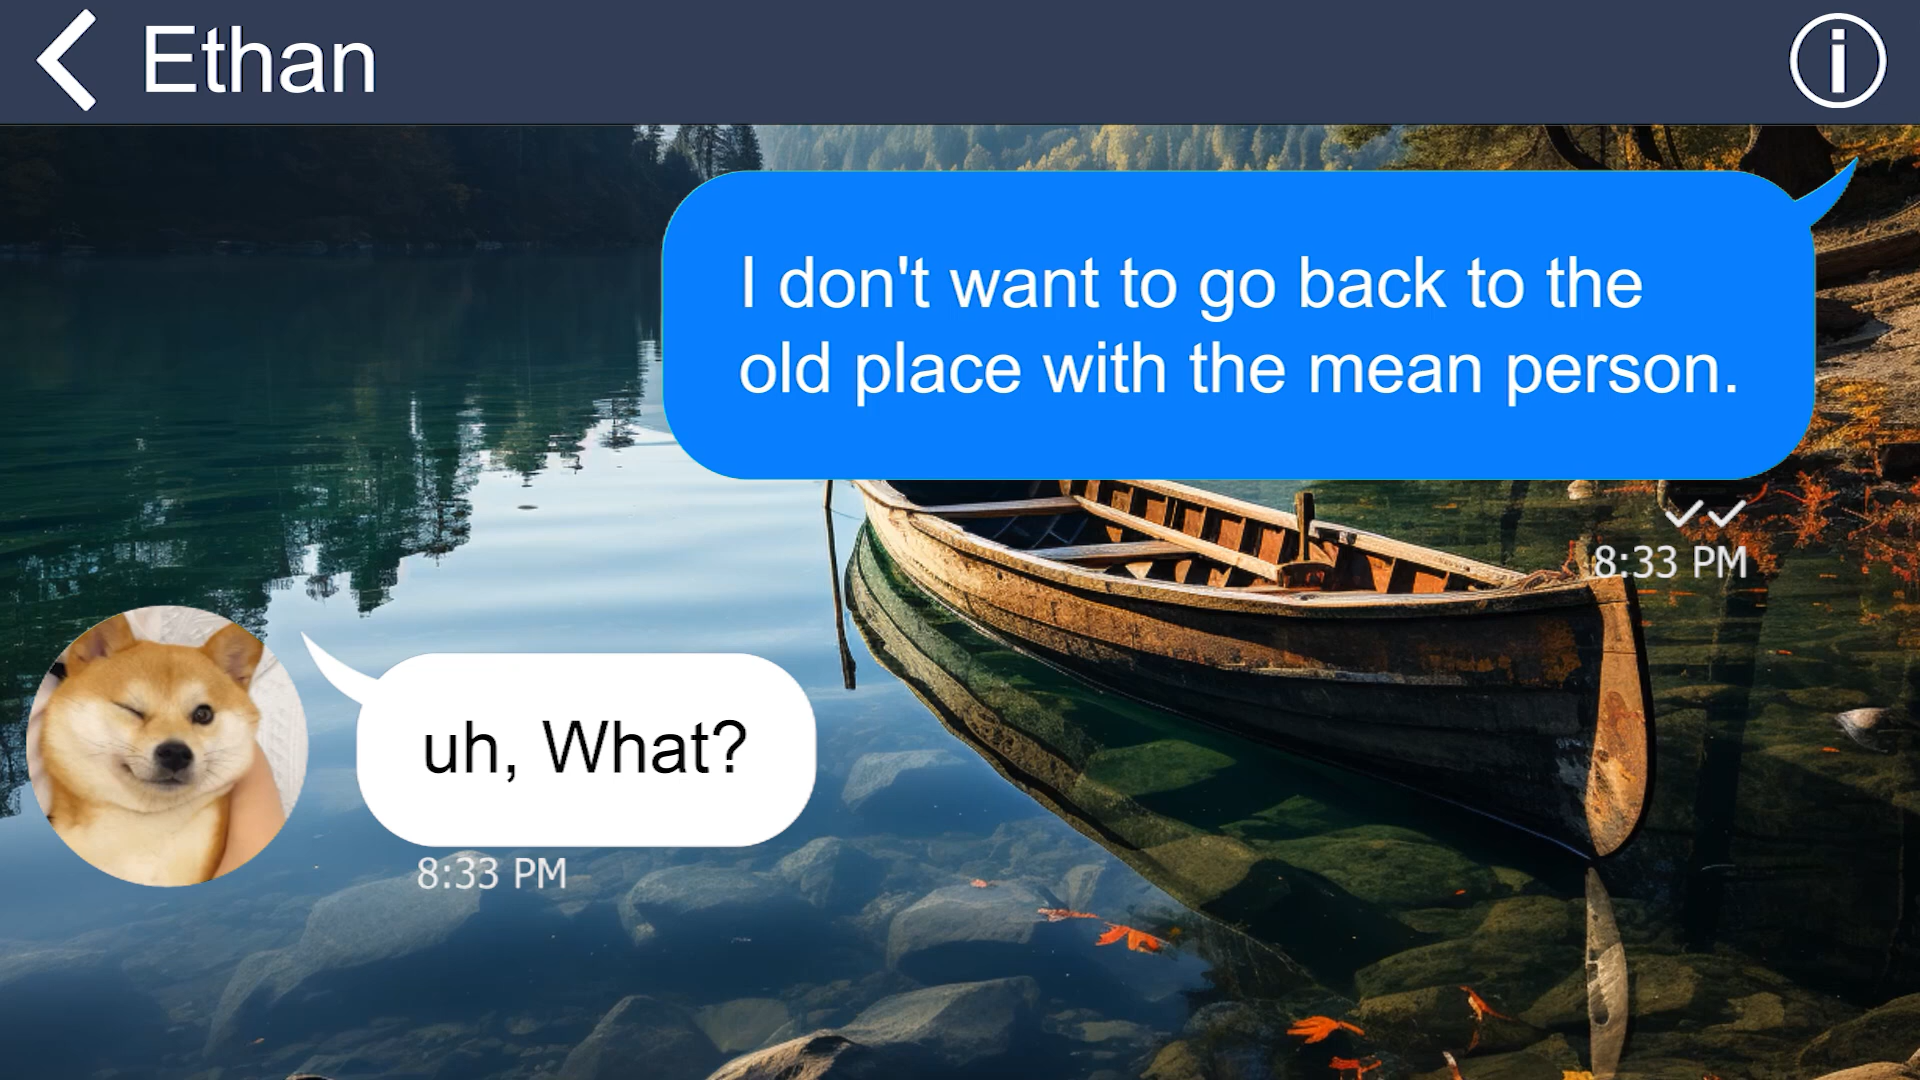 Ethan
I don't want to go back to the
old place with the mean person.
8:33 PM
uh, What?
8:33 PM